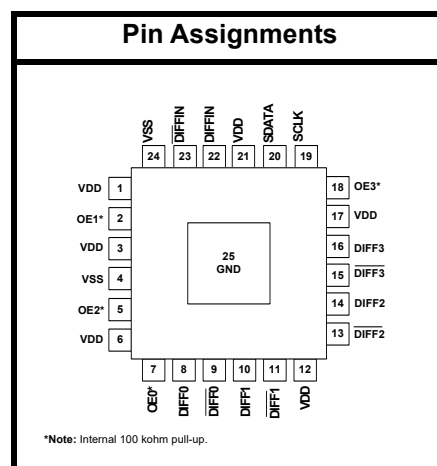 Pin Assignments
VSS
DIFFIN
DIFFIN
VDD
SDATA
SCLK
24
23
22
21
20
19
VDD 1
OE1* 2
VDD 3
VSS 4
OE2* 5
VDD 6
25
GND
18 OE3*
17 VDD
16 DIFF3
15 DIFF3
14 DIFF2
13 DIFF2
7
8
9
10
11
12
OE0*
DIFF0
DIFF0
DIFF1
DIFF1
VDD
*Note: Internal 100 kohm pull-up.